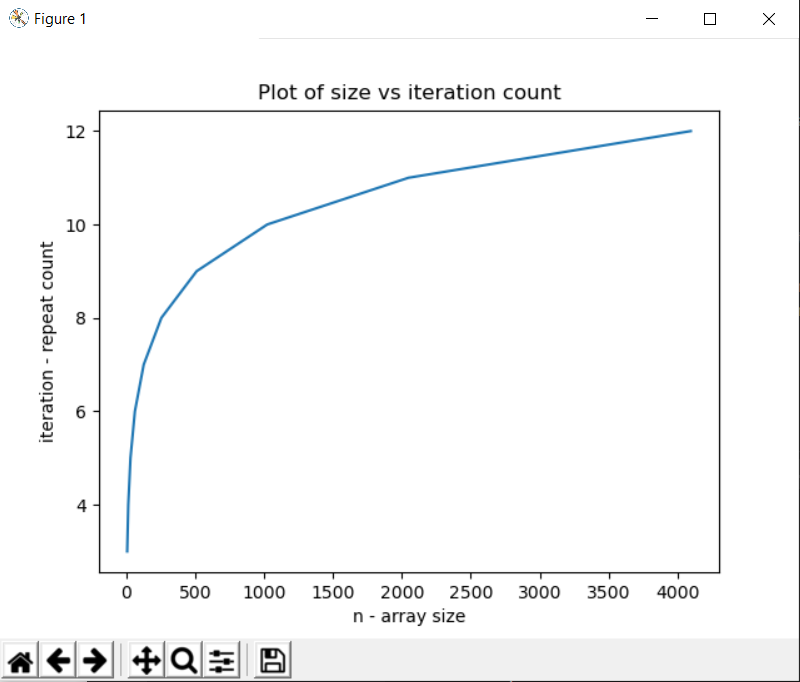 Figure 1
Plot of size vs iteration count
12
10
8
6
4
iteration - repeat count
0 500 1000 1500 2000 2500 3000 3500 4000
n - array size